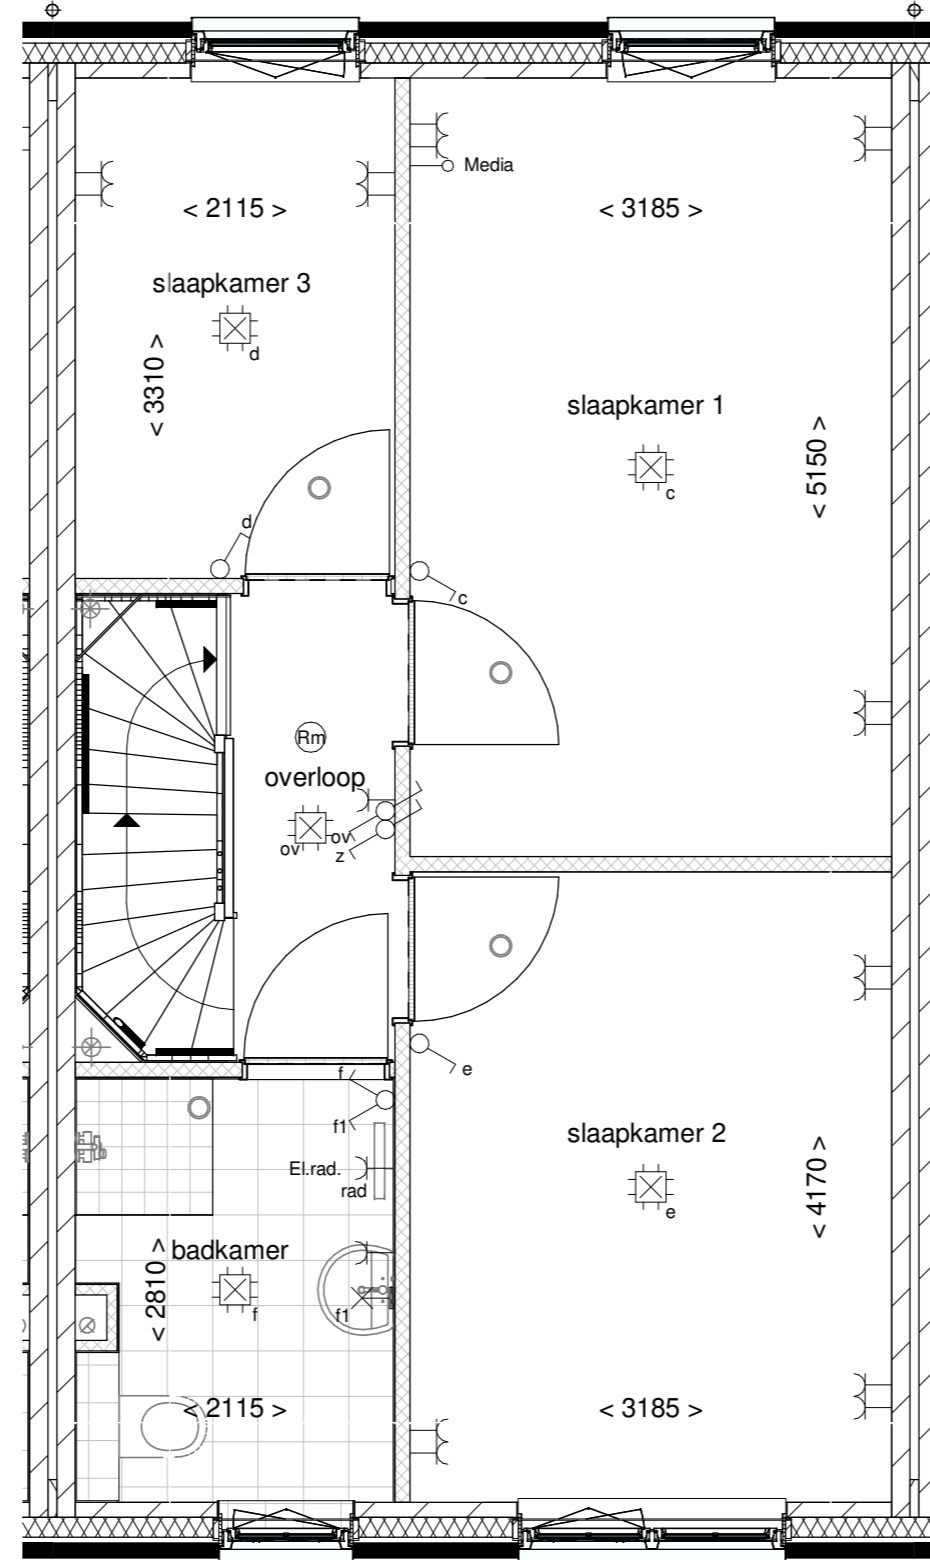 Media
< 2115 >
< 3185 >
slaapkamer 3
d
< 3310 >
slaapkamer 1
c
< 5150 >
d
c
Rm
overloop
ov
ov
z
e
f
f1
El.rad.
rad
slaapkamer 2
e
< 4170 >
badkamer
f
f1
< 2810 >
< 2115 >
< 3185 >